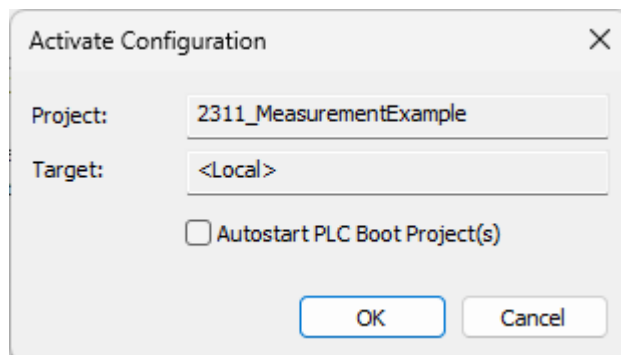 Activate Configuration
Project: 2311_MeasurementExample
Target: <Local>
Autostart PLC Boot Project(s)
OK Cancel